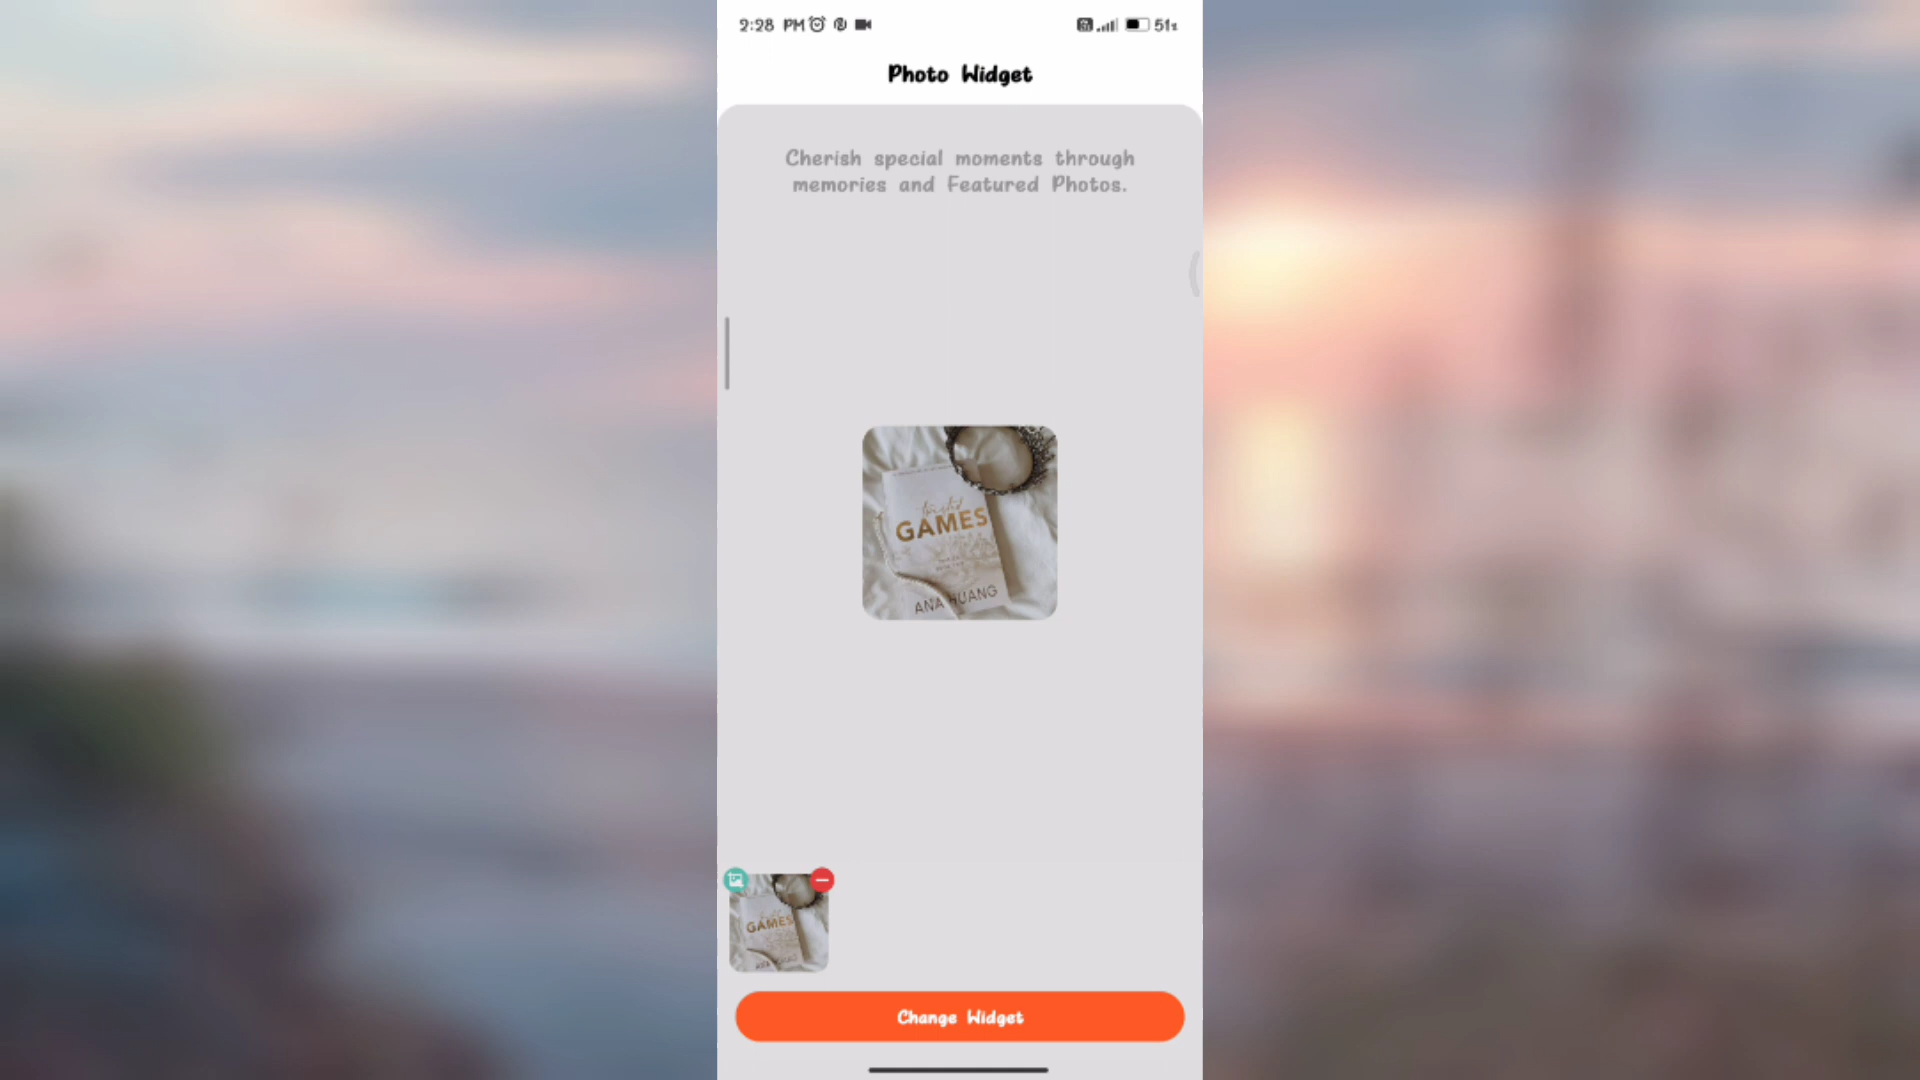 2:28 PM
51%
Photo Widget
Cherish special moments through
memories and Featured Photos.
GAMES
ANA HUANG
GAMES
Change Widget